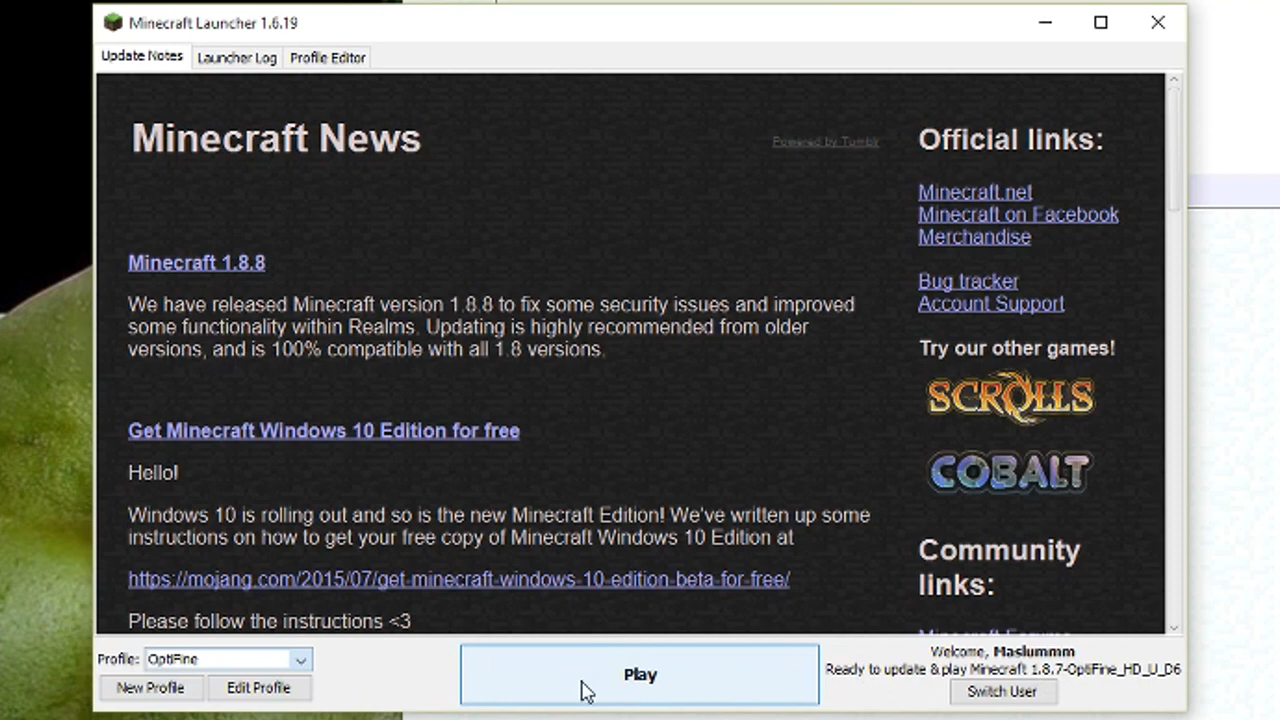 Minecraft Launcher 1.6.19
Update Notes Launcher Log Profile Editor
Minecraft News
Powered by Tumblr
Minecraft 1.8.8
We have released Minecraft version 1.8.8 to fix some security issues and improved
some functionality within Realms. Updating is highly recommended from older
versions, and is 100% compatible with all 1.8 versions.
Get Minecraft Windows 10 Edition for free
Hello!
Windows 10 is rolling out and so is the new Minecraft Edition! We've written up some
instructions on how to get your free copy of Minecraft Windows 10 Edition at
https://mojang.com/2015/07/get-minecraft-windows-10-edition-beta-for-free/
Please follow the instructions <3
Official links:
Minecraft.net
Minecraft on Facebook
Merchandise
Bug tracker
Account Support
Try our other games!
SCROLLS
COBALT
Community
links:
Profile: OptiFine
New Profile Edit Profile
Play
Welcome, Maslummm
Ready to update & play Minecraft 1.8.7-OptiFine_HD_U_D6
Switch User